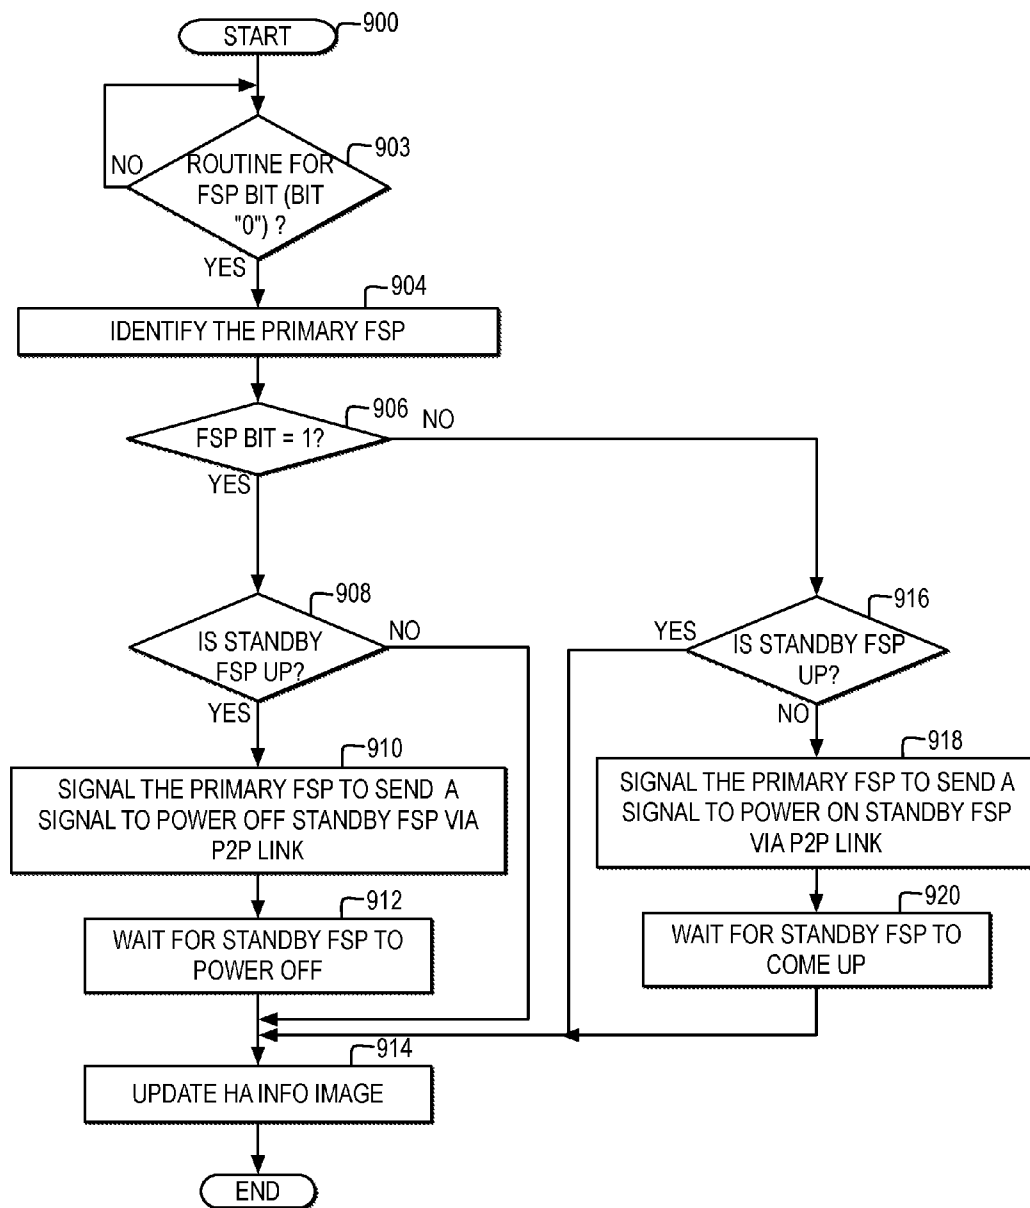 START
900
NO
903
ROUTINE FOR
FSP BIT (BIT
"0") ?
YES
904
IDENTIFY THE PRIMARY FSP
906
NO
FSP BIT = 1?
YES
908
916
IS STANDBY
FSP UP?
NO
YES
YES
IS STANDBY FSP
UP?
NO
910
SIGNAL THE PRIMARY FSP TO SEND A
SIGNAL TO POWER OFF STANDBY FSP VIA
P2P LINK
918
SIGNAL THE PRIMARY FSP TO SEND A
SIGNAL TO POWER ON STANDBY FSP
VIA P2P LINK
912
WAIT FOR STANDBY FSP TO
POWER OFF
920
WAIT FOR STANDBY FSP TO
COME UP
914
UPDATE HA INFO IMAGE
END